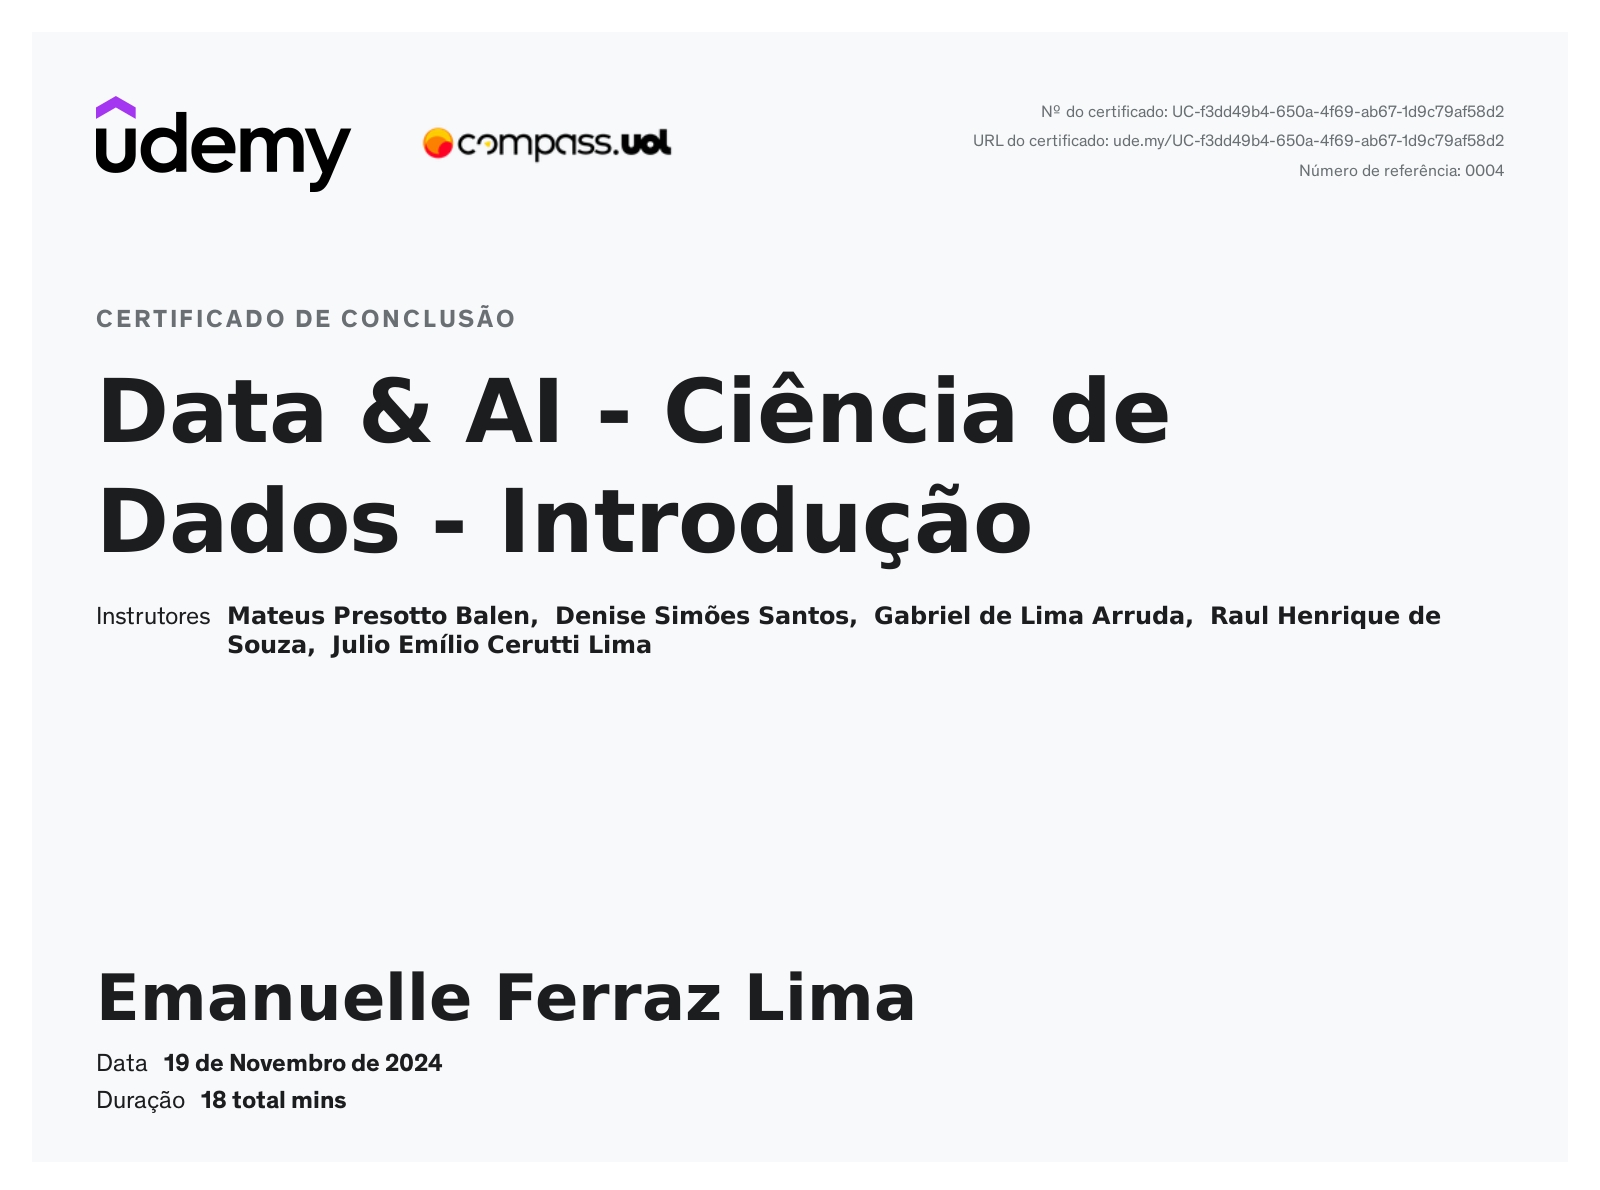 udemy
compass.uol
Nº do certificado: UC-f3dd49b4-650a-4f69-ab67-1d9c79af58d2
URL do certificado: ude.my/UC-f3dd49b4-650a-4f69-ab67-1d9c79af58d2
Número de referência: 0004
CERTIFICADO DE CONCLUSÃO
Data & AI - Ciência de
Dados - Introdução
Instrutores Mateus Presotto Balen, Denise Simões Santos, Gabriel de Lima Arruda, Raul Henrique de
Souza, Julio Emílio Cerutti Lima
Emanuelle Ferraz Lima
Data 19 de Novembro de 2024
Duração 18 total mins